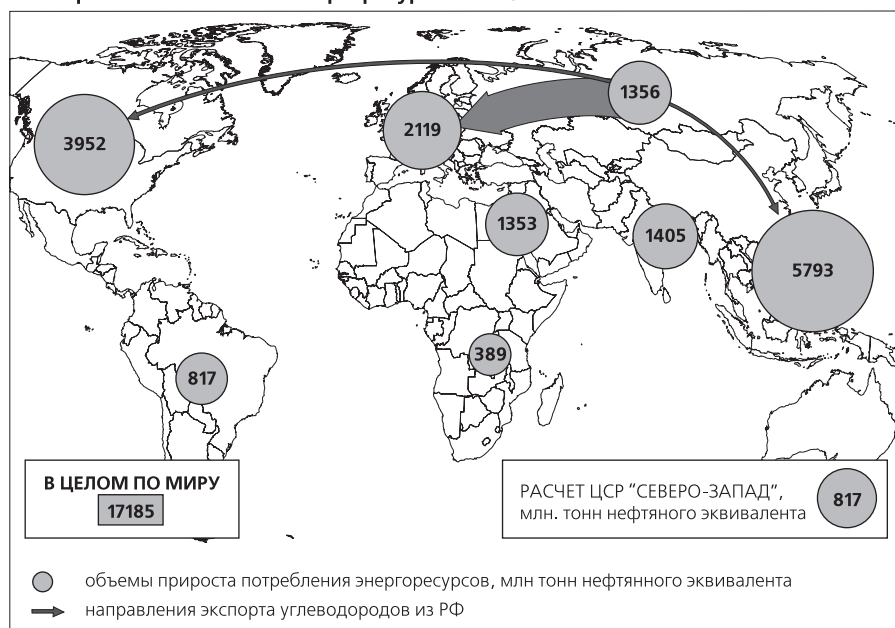 1356
3952
2119
1353
1405
5793
389
817
В ЦЕЛОМ ПО МИРУ
17185
РАСЧЕТ ЦСР "СЕВЕРО-ЗАПАД",
млн. тонн нефтяного эквивалента
817
объемы прироста потребления энергоресурсов, млн тонн нефтянного эквивалента
направления экспорта углеводородов из РФ